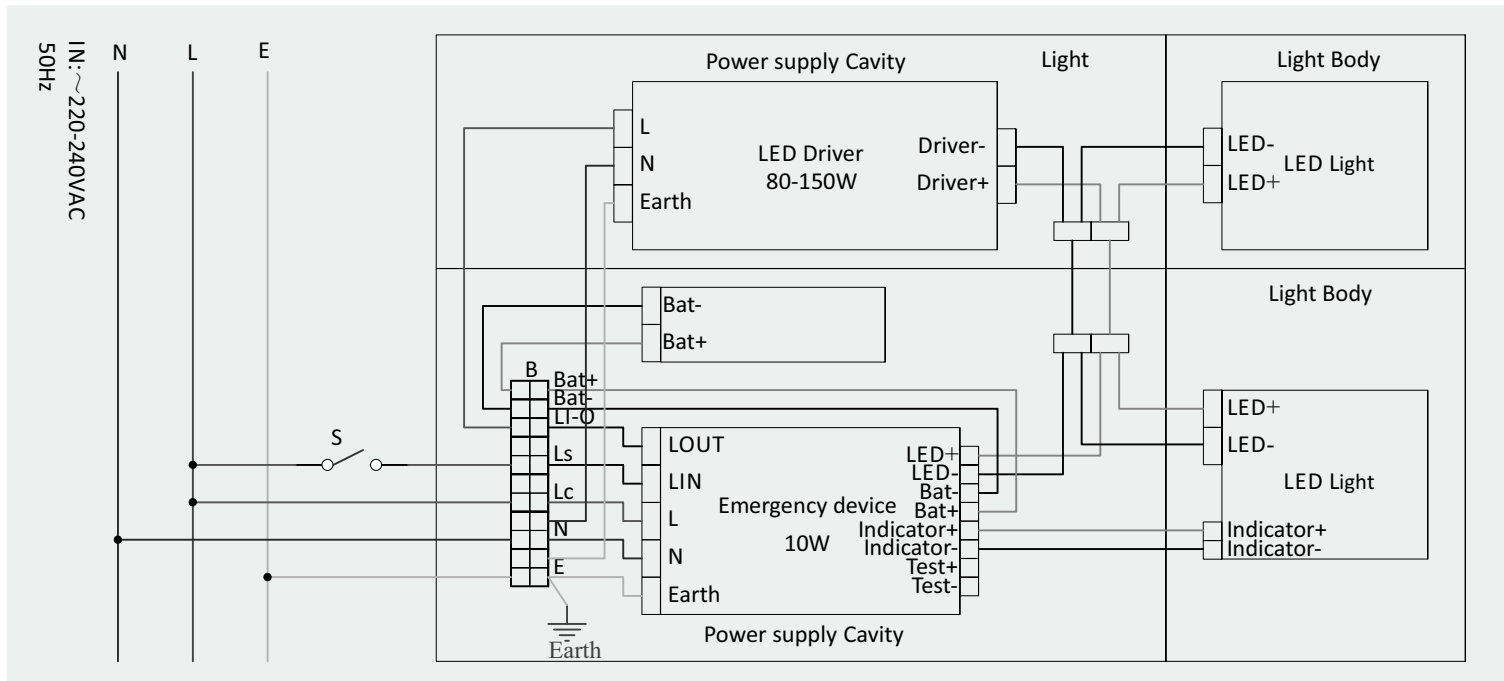 IN:~220-240VAC
50Hz
N
L
E
Power supply Cavity
Light
Light Body
L
N
Earth
LED Driver
80-150W
Driver-
Driver+
LED-
LED+
LED Light
Bat-
Bat+
Light Body
B
Bat+
Bat-
LI-O
Ls
Lc
N
E
S
LOUT
LIN
L
N
Earth
Emergency device
10W
LED+
LED-
Bat-
Bat+
Indicator+
Indicator-
Test+
Test-
LED+
LED-
LED Light
Indicator+
Indicator-
Earth
Power supply Cavity